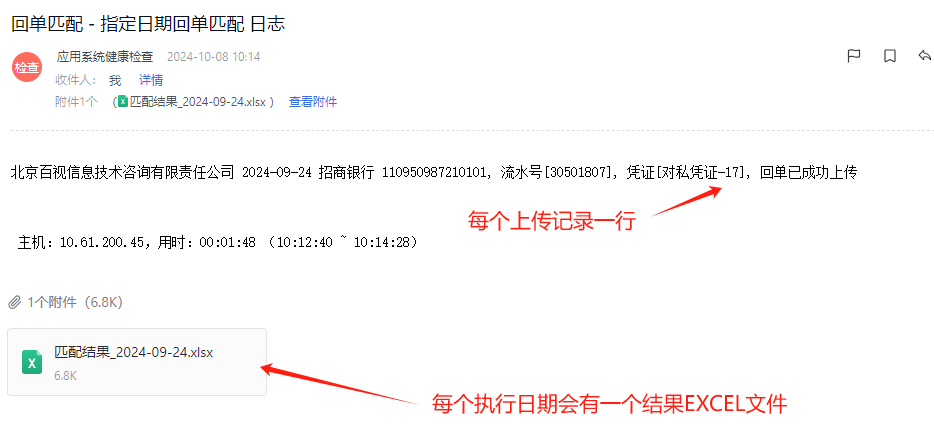 回单匹配 - 指定日期回单匹配 日志
检查
应用系统健康检查 2024-10-08 10:14
收件人： 我 详情
附件1个 （匹配结果_2024-09-24.xlsx ） 查看附件
北京百视信息技术咨询有限责任公司 2024-09-24 招商银行 110950987210101, 流水号[30501807], 凭证[对私凭证-17], 回单已成功上传
每个上传记录一行
主机：10.61.200.45, 用时：00:01:48 （10:12:40 ~ 10:14:28）
1个附件（6.8K）
X
匹配结果_2024-09-24.xlsx
6.8K
每个执行日期会有一个结果EXCEL文件